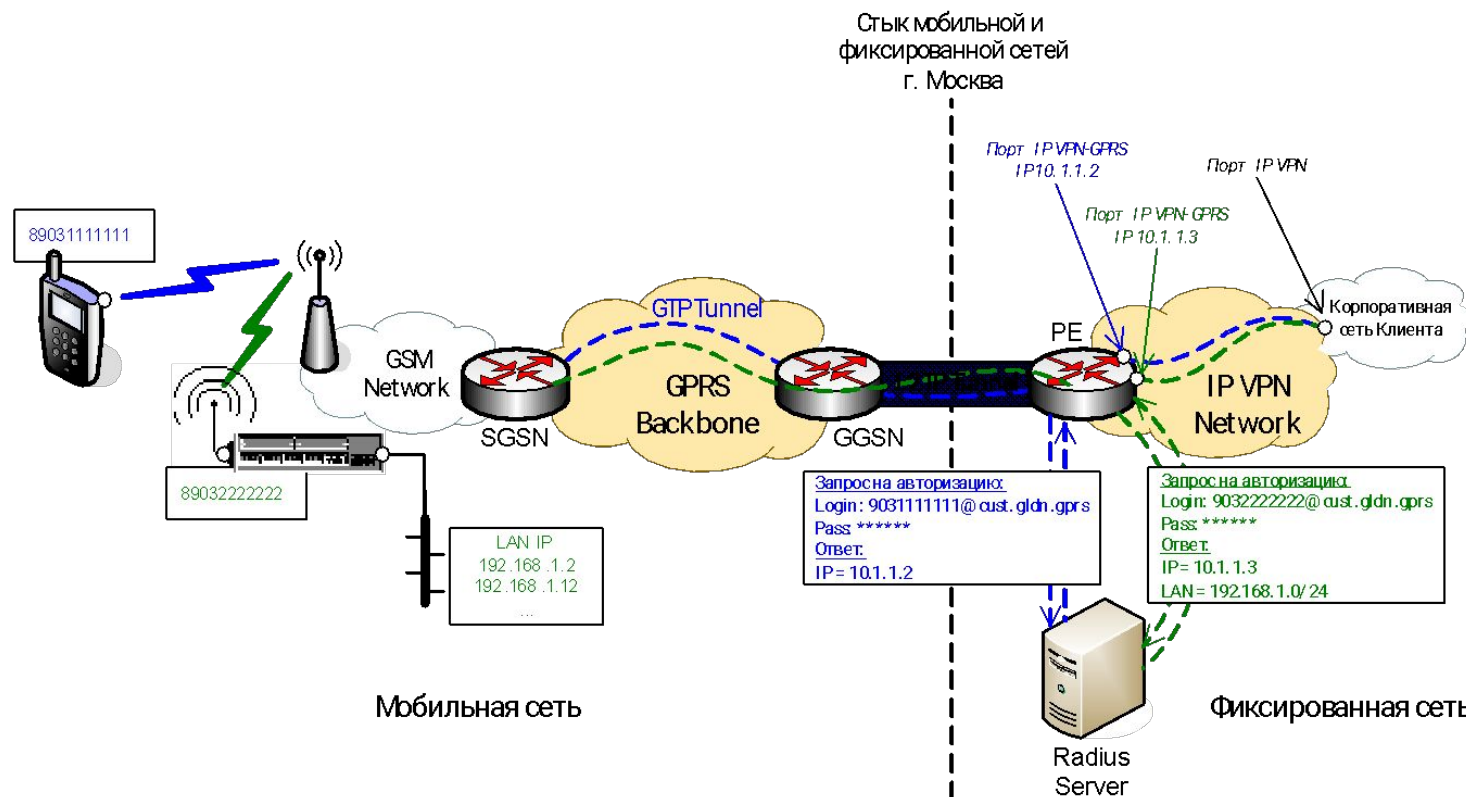 Стык мобильной и
фиксированной сетей
г. Москва
Порт IP VPN-GPRS
IP10.1.1.2
Порт IP VPN
Порт IP VPN-GPRS
IP10.1.1.3
89031111111
GTP Tunnel
PE
Корпоративная
сеть Клиента
GSM
Network
GPRS
Backbone
IP VPN
Network
SGSN
GGSN
89032222222
LAN IP
192.168.1.2
192.168.1.12
...
Запрос на авторизацию:
Login: 9031111111@cust.gldn.gprs
Pass: ******
Ответ:
IP = 10.1.1.2
Запрос на авторизацию:
Login: 9032222222@cust.gldn.gprs
Pass: ******
Ответ:
IP = 10.1.1.3
LAN = 192.168.1.0/24
Мобильная сеть
Фиксированная сеть
Radius
Server